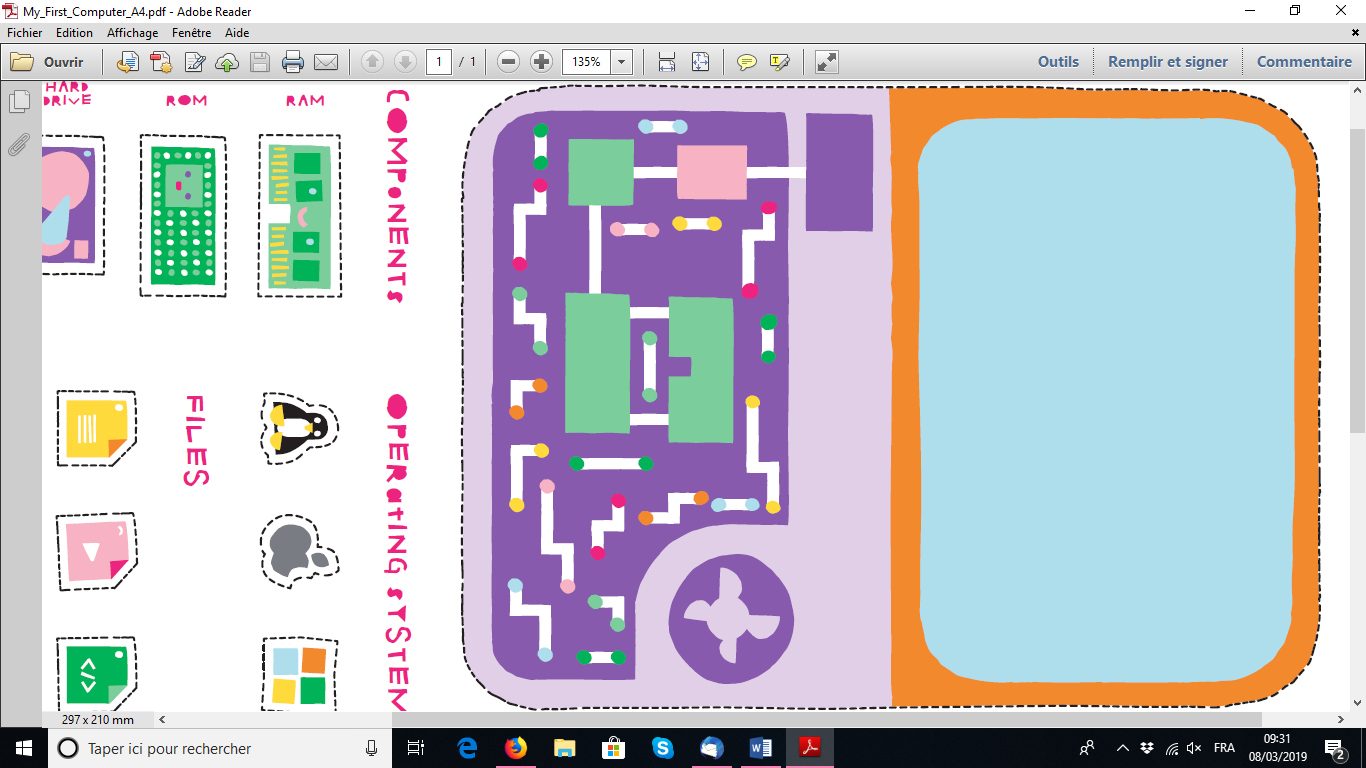 My_First_Computer_A4.pdf - Adobe Reader
Fichier Edition Affichage Fenêtre Aide
Ouvrir 1 / 1 135% Outils Remplir et signer Commentaire
HARD DRIVE
ROM
RAM
COMPONENTS
FILES
OPERATING SYSTEM
</>
297 x 210 mm
Taper ici pour rechercher
W
S
FRA
09:31
08/03/2019
2